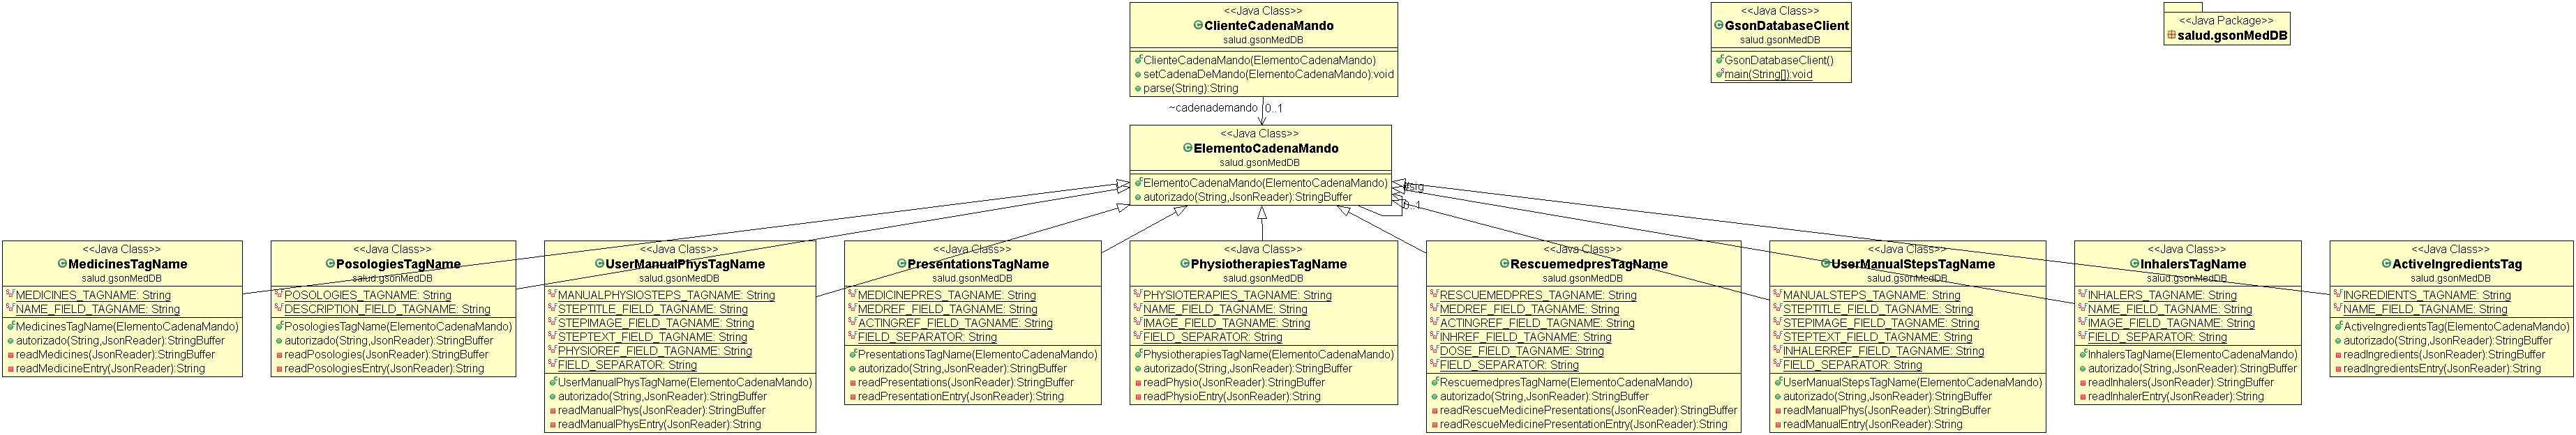 <<Java Class>>
ClienteCadenaMando
salud.gsonMedDB
ClienteCadenaMando(ElementoCadenaMando)
setCadenaDeMando(ElementoCadenaMando):void
parse(String):String
<<Java Class>>
GsonDatabaseClient
salud.gsonMedDB
GsonDatabaseClient()
main(String[]):void
<<Java Package>>
salud.gsonMedDB
~cadenademando
0..1
<<Java Class>>
ElementoCadenaMando
salud.gsonMedDB
ElementoCadenaMando(ElementoCadenaMando)
autorizado(String,JsonReader):StringBuffer
#sig
0..1
<<Java Class>>
MedicinesTagName
salud.gsonMedDB
MEDICINES_TAGNAME: String
NAME_FIELD_TAGNAME: String
MedicinesTagName(ElementoCadenaMando)
autorizado(String,JsonReader):StringBuffer
readMedicines(JsonReader):StringBuffer
readMedicineEntry(JsonReader):String
<<Java Class>>
PosologiesTagName
salud.gsonMedDB
POSOLOGIES_TAGNAME: String
DESCRIPTION_FIELD_TAGNAME: String
PosologiesTagName(ElementoCadenaMando)
autorizado(String,JsonReader):StringBuffer
readPosologies(JsonReader):StringBuffer
readPosologiesEntry(JsonReader):String
<<Java Class>>
UserManualPhysTagName
salud.gsonMedDB
MANUALPHYSIOSTEPS_TAGNAME: String
STEPTITLE_FIELD_TAGNAME: String
STEPIMAGE_FIELD_TAGNAME: String
STEPTEXT_FIELD_TAGNAME: String
PHYSIOREF_FIELD_TAGNAME: String
FIELD_SEPARATOR: String
UserManualPhysTagName(ElementoCadenaMando)
autorizado(String,JsonReader):StringBuffer
readManualPhys(JsonReader):StringBuffer
readManualPhysEntry(JsonReader):String
<<Java Class>>
PresentationsTagName
salud.gsonMedDB
MEDICINEPRES_TAGNAME: String
MEDREF_FIELD_TAGNAME: String
ACTINGREF_FIELD_TAGNAME: String
FIELD_SEPARATOR: String
PresentationsTagName(ElementoCadenaMando)
autorizado(String,JsonReader):StringBuffer
readPresentations(JsonReader):StringBuffer
readPresentationEntry(JsonReader):String
<<Java Class>>
PhysiotherapiesTagName
salud.gsonMedDB
PHYSIOTERAPIES_TAGNAME: String
NAME_FIELD_TAGNAME: String
IMAGE_FIELD_TAGNAME: String
FIELD_SEPARATOR: String
PhysiotherapiesTagName(ElementoCadenaMando)
autorizado(String,JsonReader):StringBuffer
readPhysio(JsonReader):StringBuffer
readPhysioEntry(JsonReader):String
<<Java Class>>
RescuemedpresTagName
salud.gsonMedDB
RESCUEMEDPRES_TAGNAME: String
MEDREF_FIELD_TAGNAME: String
ACTINGREF_FIELD_TAGNAME: String
INHREF_FIELD_TAGNAME: String
DOSE_FIELD_TAGNAME: String
FIELD_SEPARATOR: String
RescuemedpresTagName(ElementoCadenaMando)
autorizado(String,JsonReader):StringBuffer
readRescueMedicinePresentations(JsonReader):StringBuffer
readRescueMedicinePresentationEntry(JsonReader):String
<<Java Class>>
UserManualStepsTagName
salud.gsonMedDB
MANUALSTEPS_TAGNAME: String
STEPTITLE_FIELD_TAGNAME: String
STEPIMAGE_FIELD_TAGNAME: String
STEPTEXT_FIELD_TAGNAME: String
INHALERREF_FIELD_TAGNAME: String
FIELD_SEPARATOR: String
UserManualStepsTagName(ElementoCadenaMando)
autorizado(String,JsonReader):StringBuffer
readManualPhys(JsonReader):StringBuffer
readManualEntry(JsonReader):String
<<Java Class>>
InhalersTagName
salud.gsonMedDB
INHALERS_TAGNAME: String
NAME_FIELD_TAGNAME: String
IMAGE_FIELD_TAGNAME: String
FIELD_SEPARATOR: String
InhalersTagName(ElementoCadenaMando)
autorizado(String,JsonReader):StringBuffer
readInhalers(JsonReader):StringBuffer
readInhalerEntry(JsonReader):String
<<Java Class>>
ActiveIngredientsTag
salud.gsonMedDB
INGREDIENTS_TAGNAME: String
NAME_FIELD_TAGNAME: String
ActiveIngredientsTag(ElementoCadenaMando)
autorizado(String,JsonReader):StringBuffer
readIngredients(JsonReader):StringBuffer
readIngredientsEntry(JsonReader):String